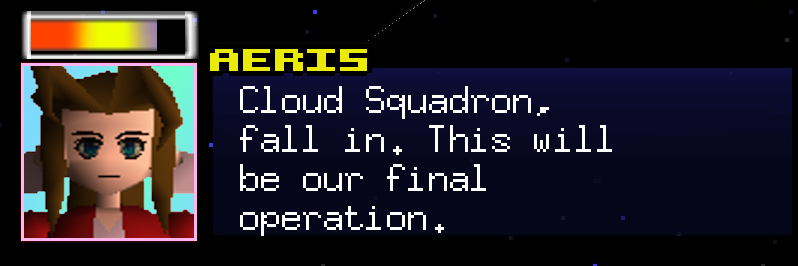 AERIS
Cloud Squadron,
fall in. This will
be our final
operation.